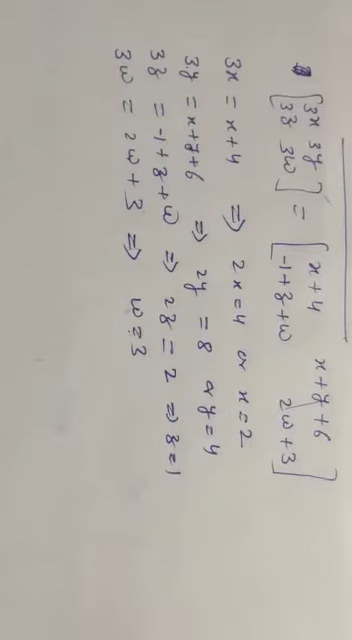 [3x 3y = [x+4 x+y+6
3z 3w] -1+z+w 2w+3]
3x = x+4 ⇒ 2x=4 or x=2
3y = x+y+6 ⇒ 2y = 8 or y=4
3z = -1+z+w ⇒ 2z = 2 ⇒ z=1
3w = 2w+3 ⇒ w=3